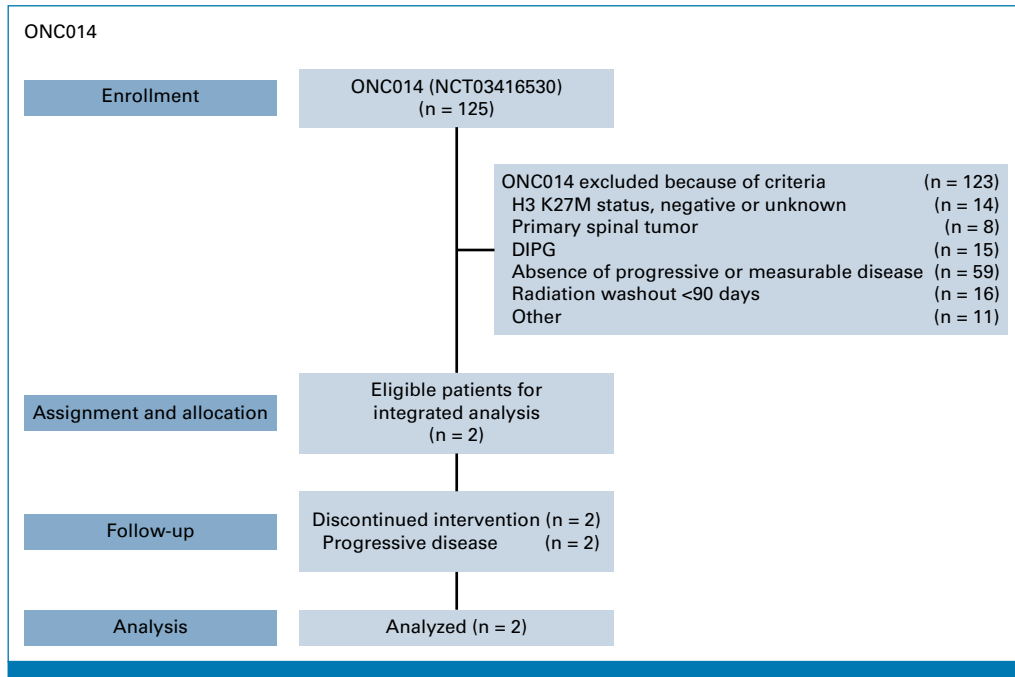 ONC014
Enrollment
ONC014 (NCT03416530)
(n = 125)
ONC014 excluded because of criteria (n = 123)
H3 K27M status, negative or unknown (n = 14)
Primary spinal tumor (n = 8)
DIPG (n = 15)
Absence of progressive or measurable disease (n = 59)
Radiation washout <90 days (n = 16)
Other (n = 11)
Assignment and allocation
Eligible patients for
integrated analysis
(n = 2)
Follow-up
Discontinued intervention (n = 2)
Progressive disease (n = 2)
Analysis
Analyzed (n = 2)